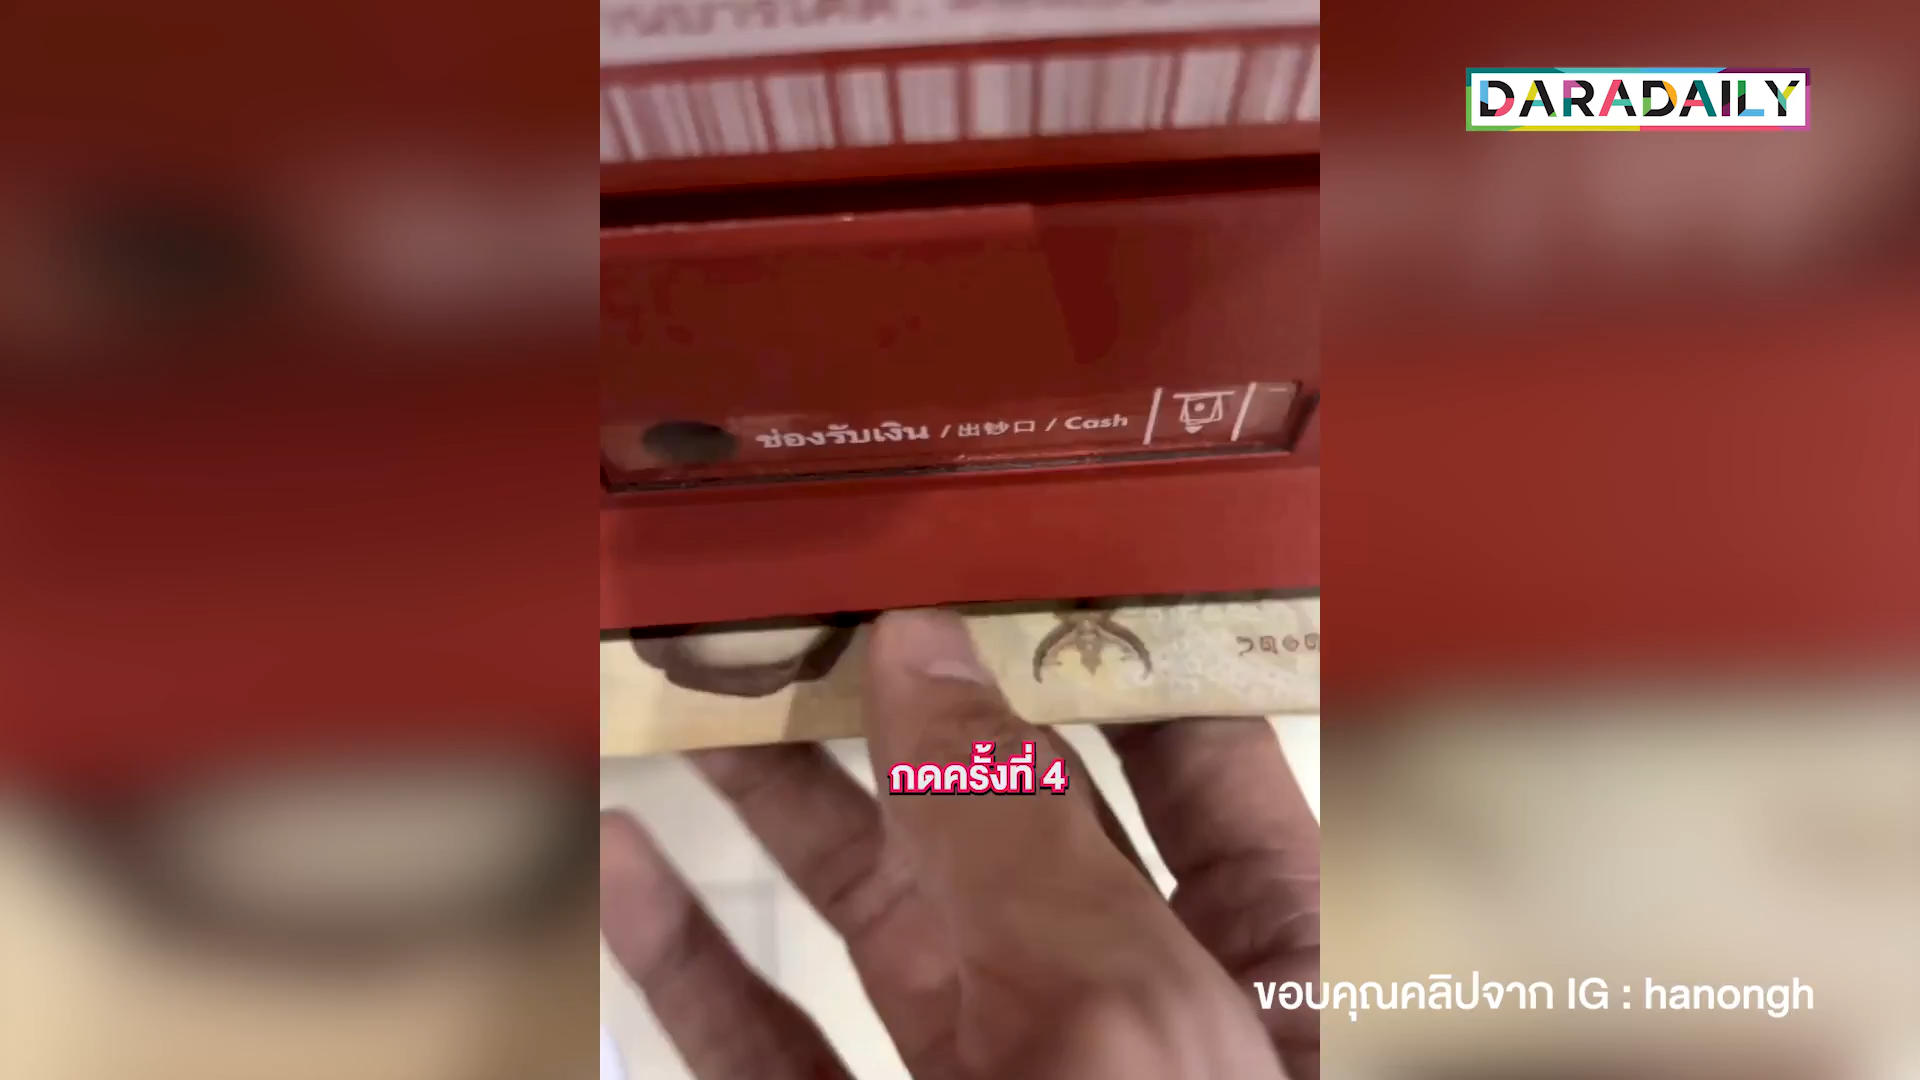 DARADAILY
ช่องรับเงิน / 出钞口 / Cash
กดครั้งที่ 4
ขอบคุณคลิปจาก IG : hanongh